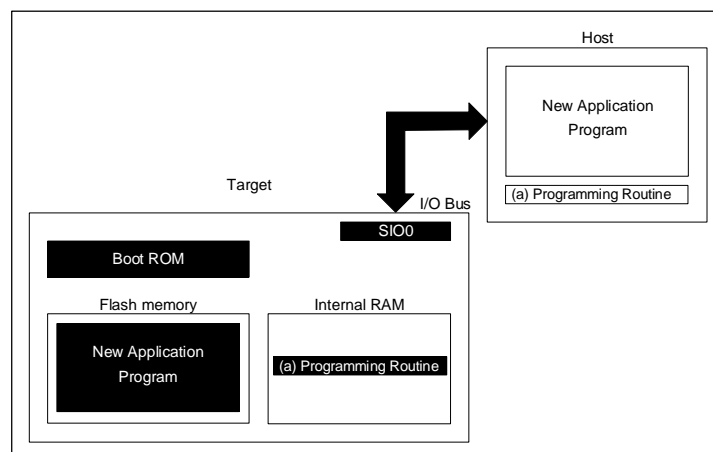 Host
New Application
Program
(a) Programming Routine
Target
I/O Bus
SIO0
Boot ROM
Flash memory
Internal RAM
New Application
Program
(a) Programming Routine